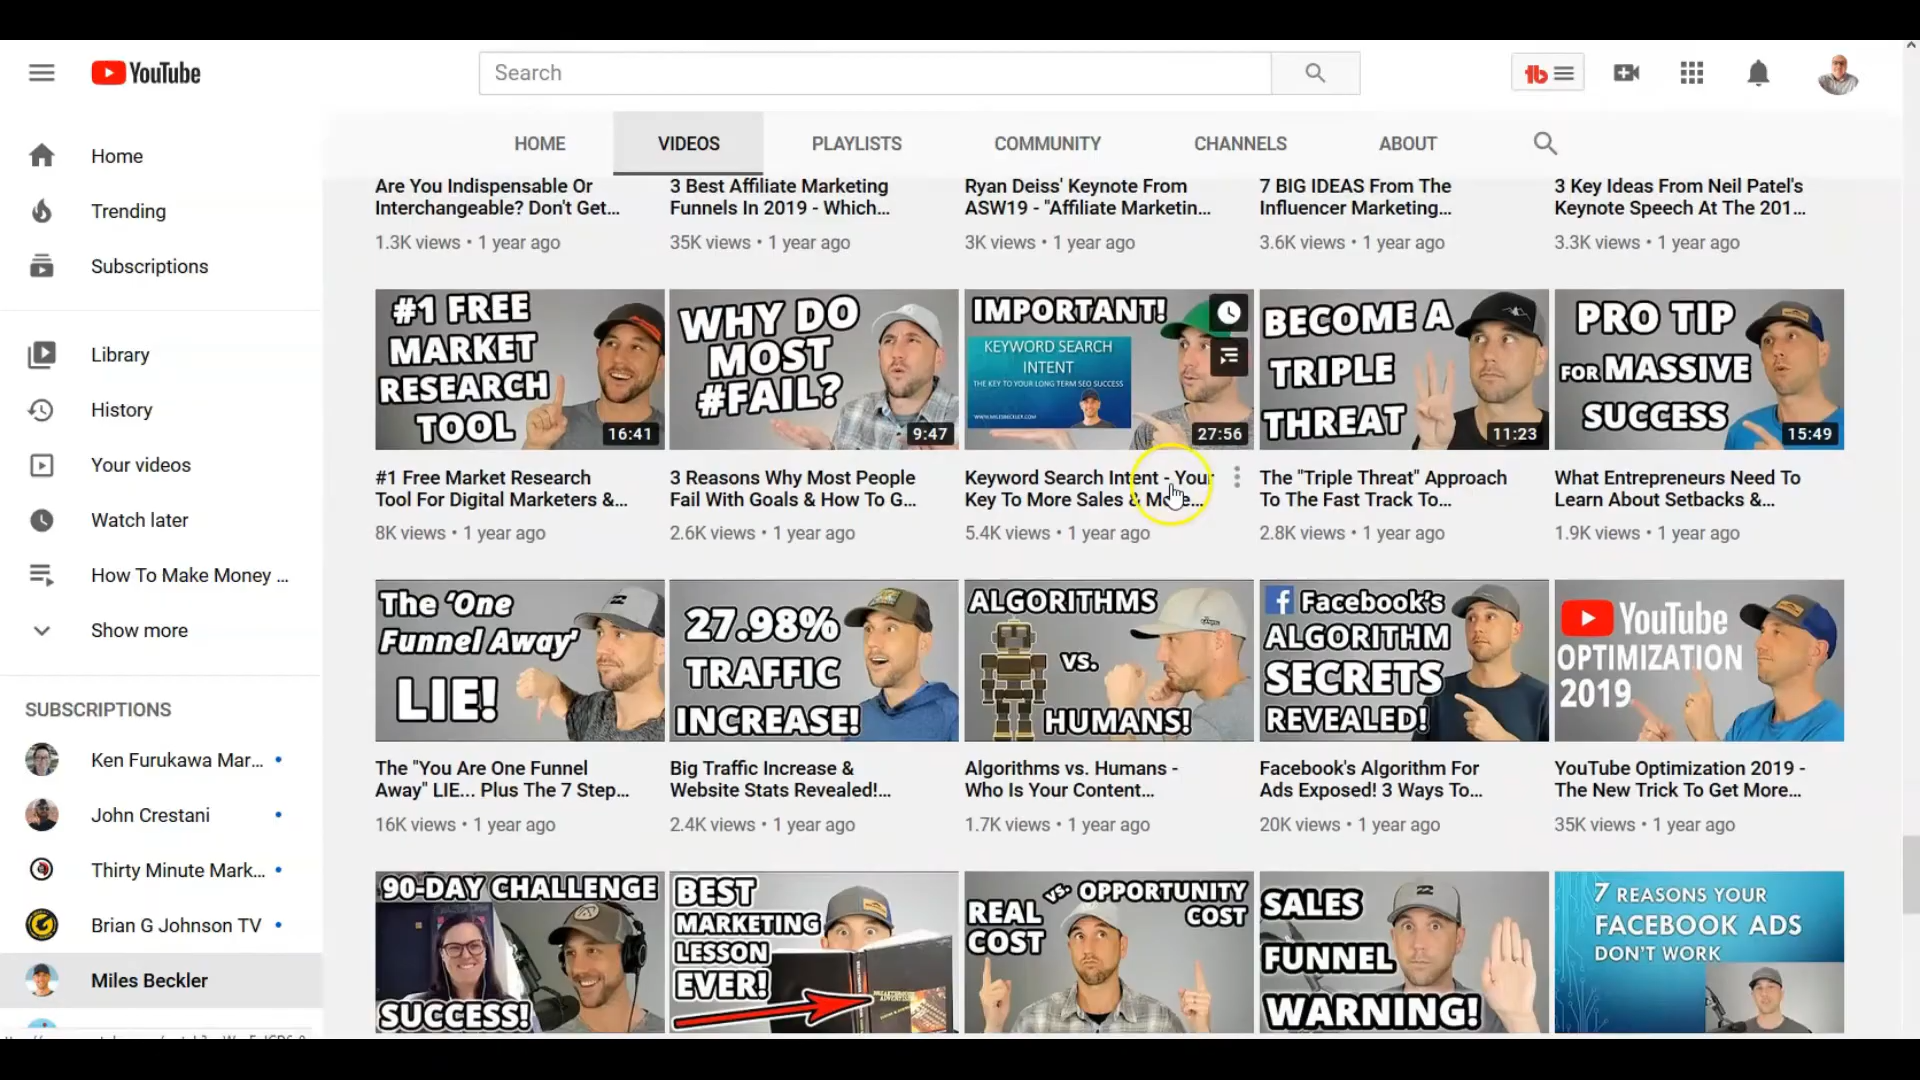 YouTube
Search
HOME
VIDEOS
PLAYLISTS
COMMUNITY
CHANNELS
ABOUT
Home
Trending
Subscriptions
Library
History
Your videos
Watch later
How To Make Money ...
Show more
SUBSCRIPTIONS
Ken Furukawa Mar...
John Crestani
Thirty Minute Mark...
Brian G Johnson TV
Miles Beckler
Are You Indispensable Or
Interchangeable? Don't Get...
1.3K views • 1 year ago
3 Best Affiliate Marketing
Funnels In 2019 - Which...
35K views • 1 year ago
Ryan Deiss' Keynote From
ASW19 - "Affiliate Marketin...
3K views • 1 year ago
7 BIG IDEAS From The
Influencer Marketing...
3.6K views • 1 year ago
3 Key Ideas From Neil Patel's
Keynote Speech At The 201...
3.3K views • 1 year ago
#1 FREE
MARKET
RESEARCH
TOOL
16:41
#1 Free Market Research
Tool For Digital Marketers &...
8K views • 1 year ago
WHY DO
MOST
#FAIL?
9:47
3 Reasons Why Most People
Fail With Goals & How To G...
2.6K views • 1 year ago
IMPORTANT!
KEYWORD SEARCH
INTENT
THE KEY TO YOUR LONG TERM SEO SUCCESS
WWW.MILESBECKLER.COM
27:56
Keyword Search Intent - Your
Key To More Sales & More...
5.4K views • 1 year ago
BECOME A
TRIPLE
THREAT
11:23
The "Triple Threat" Approach
To The Fast Track To...
2.8K views • 1 year ago
PRO TIP
FOR MASSIVE
SUCCESS
15:49
What Entrepreneurs Need To
Learn About Setbacks &...
1.9K views • 1 year ago
The 'One
Funnel Away'
LIE!
The "You Are One Funnel
Away" LIE... Plus The 7 Step...
16K views • 1 year ago
27.98%
TRAFFIC
INCREASE!
Big Traffic Increase &
Website Stats Revealed!...
2.4K views • 1 year ago
ALGORITHMS
VS.
HUMANS!
Algorithms vs. Humans -
Who Is Your Content...
1.7K views • 1 year ago
Facebook's
ALGORITHM
SECRETS
REVEALED!
Facebook's Algorithm For
Ads Exposed! 3 Ways To...
20K views • 1 year ago
YouTube
OPTIMIZATION
2019
YouTube Optimization 2019 -
The New Trick To Get More...
35K views • 1 year ago
90-DAY CHALLENGE
SUCCESS!
BEST
MARKETING
LESSON
EVER!
REAL
COST
vs. OPPORTUNITY
COST
SALES
FUNNEL
WARNING!
7 REASONS YOUR
FACEBOOK ADS
DON'T WORK